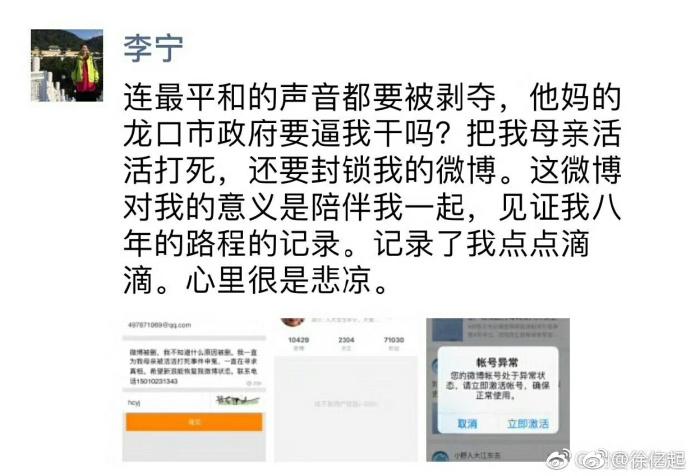 李宁
连最平和的声音都要被剥夺，他妈的
龙口市政府要逼我干吗？把我母亲活
活打死，还要封锁我的微博。这微博
对我的意义是陪伴我一起，见证我八
年的路程的记录。记录了我点点滴
滴。心里很是悲凉。
497871969@qq.com
微博被删，我不知道什么原因被删。我一直
为我母亲被活活打死事件申冤，一直在寻求
真相。希望新浪能恢复我微博状态。联系电
话15010231343
hcyj
10429
2304
71030
帐号异常
您的微博帐号处于异常状
态，请立即激活帐号，确保
正常使用。
取消
立即激活
小野人大江东去
@徐亿起